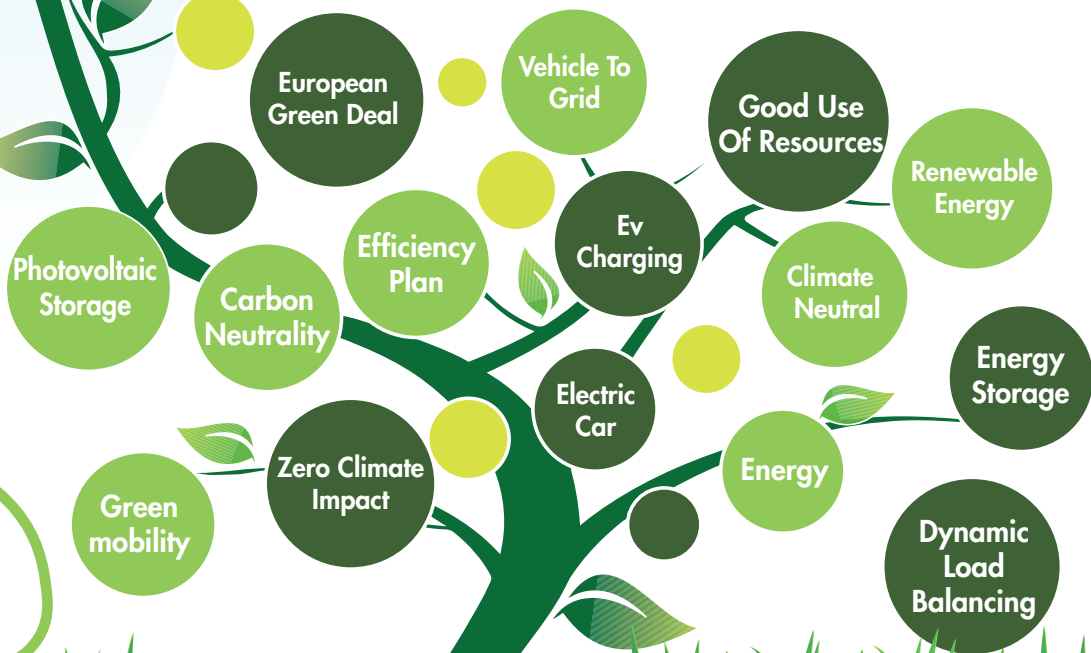 European
Green Deal
Vehicle To
Grid
Good Use
Of Resources
Renewable
Energy
Photovoltaic
Storage
Carbon
Neutrality
Efficiency
Plan
Ev
Charging
Climate
Neutral
Energy
Storage
Electric
Car
Green
mobility
Zero Climate
Impact
Energy
Dynamic
Load
Balancing